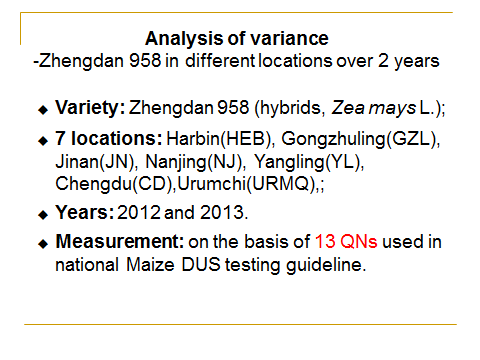 Analysis of variance
-Zhengdan 958 in different locations over 2 years
◆ Variety: Zhengdan 958 (hybrids, Zea mays L.);
◆ 7 locations: Harbin(HEB), Gongzhuling(GZL),
Jinan(JN), Nanjing(NJ), Yangling(YL),
Chengdu(CD),Urumchi(URMQ),;
◆ Years: 2012 and 2013.
◆ Measurement: on the basis of 13 QNs used in
national Maize DUS testing guideline.